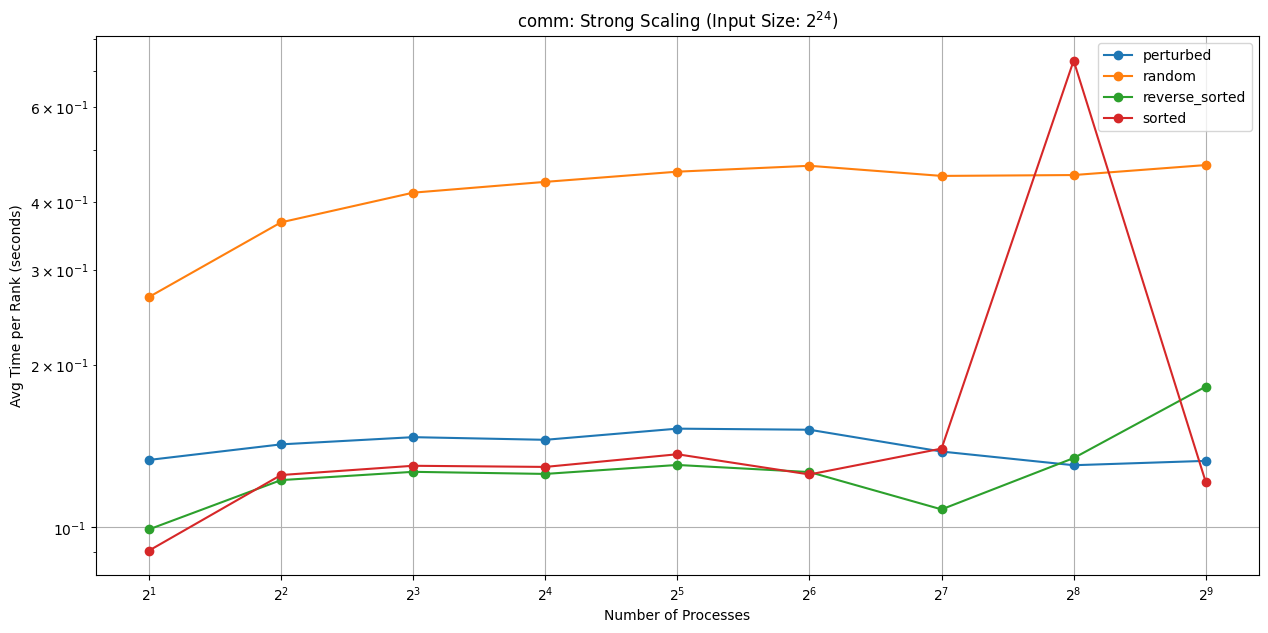 comm: Strong Scaling (Input Size: 2^24)
perturbed
random
reverse_sorted
sorted
Avg Time per Rank (seconds)
6 × 10^−1
4 × 10^−1
3 × 10^−1
2 × 10^−1
10^−1
2^1 2^2 2^3 2^4 2^5 2^6 2^7 2^8 2^9
Number of Processes